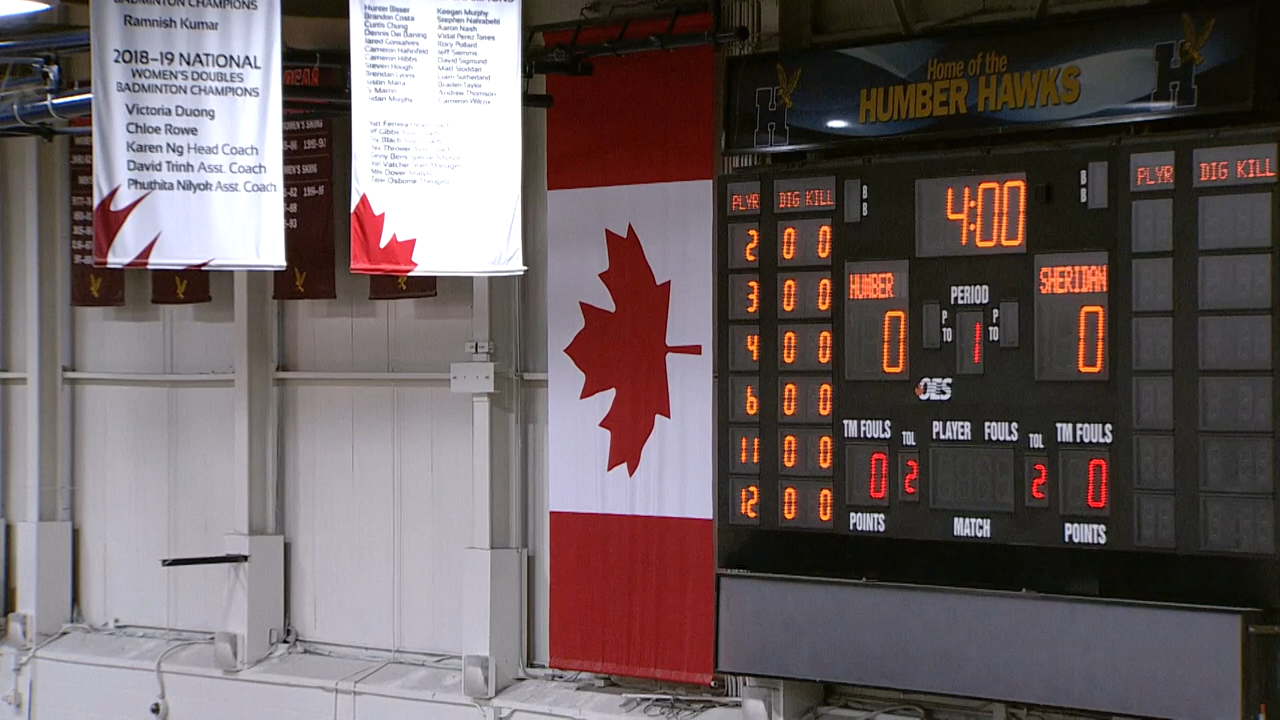 BADMINTON CHAMPIONS
Ramnish Kumar
2018-19 NATIONAL
WOMEN'S DOUBLES
BADMINTON CHAMPIONS
Victoria Duong
Chloe Rowe
Karen Ng Head Coach
David Trinh Asst. Coach
Phuthita Nilyok Asst. Coach
Hunter Bisser
Brandon Costa
Curtis Chung
Jared Gonsalves
Cameron Hahnfeld
Cameron Gibbs
Steven Hough
Brendan Lyons
Keegan Murphy
Stephen Nahrabefd
Aaron Nash
Vidal Perez Torres
Rory Pollard
Jeff Siemms
David Sigmund
Matt Stoddan
Liam Sutherland
Braden Taylor
Andrew Thomson
Cameron Wilcox
Home of the
HUMBER HAWKS
H
H
PLYR DIG KILL
2 0 0
3 0 0
4 0 0
6 0 0
11 0 0
12 0 0
B
B
4:00
B
B
HUMBER
0
PERIOD
P
TO
1
P
TO
SHERIDAN
0
OES
TM FOULS TOL PLAYER FOULS TOL TM FOULS
0 2 2 0
POINTS MATCH POINTS
PLYR DIG KILL